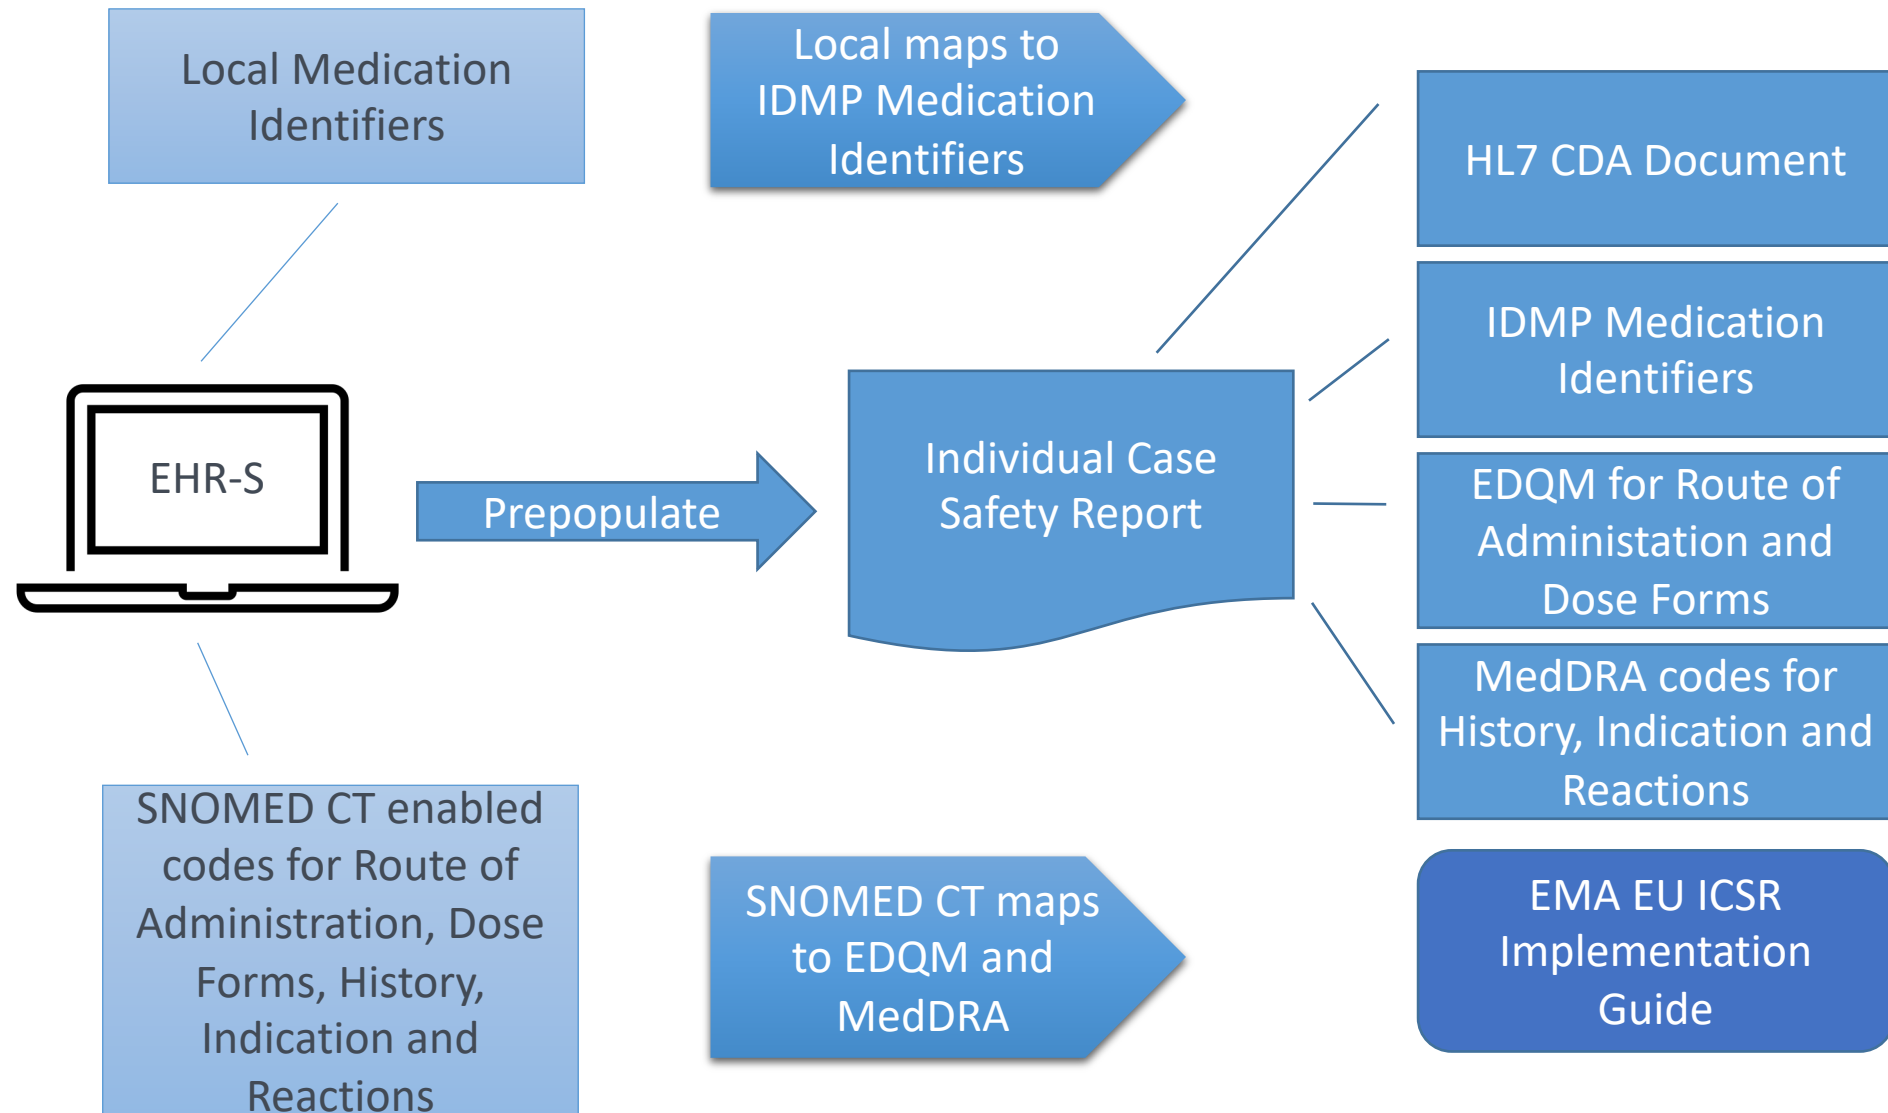 Local Medication
Identifiers
Local maps to
IDMP Medication
Identifiers
HL7 CDA Document
IDMP Medication
Identifiers
EHR-S
Prepopulate
Individual Case
Safety Report
EDQM for Route of
Administation and
Dose Forms
MedDRA codes for
History, Indication and
Reactions
SNOMED CT enabled
codes for Route of
Administration, Dose
Forms, History,
Indication and
Reactions
SNOMED CT maps
to EDQM and
MedDRA
EMA EU ICSR
Implementation
Guide